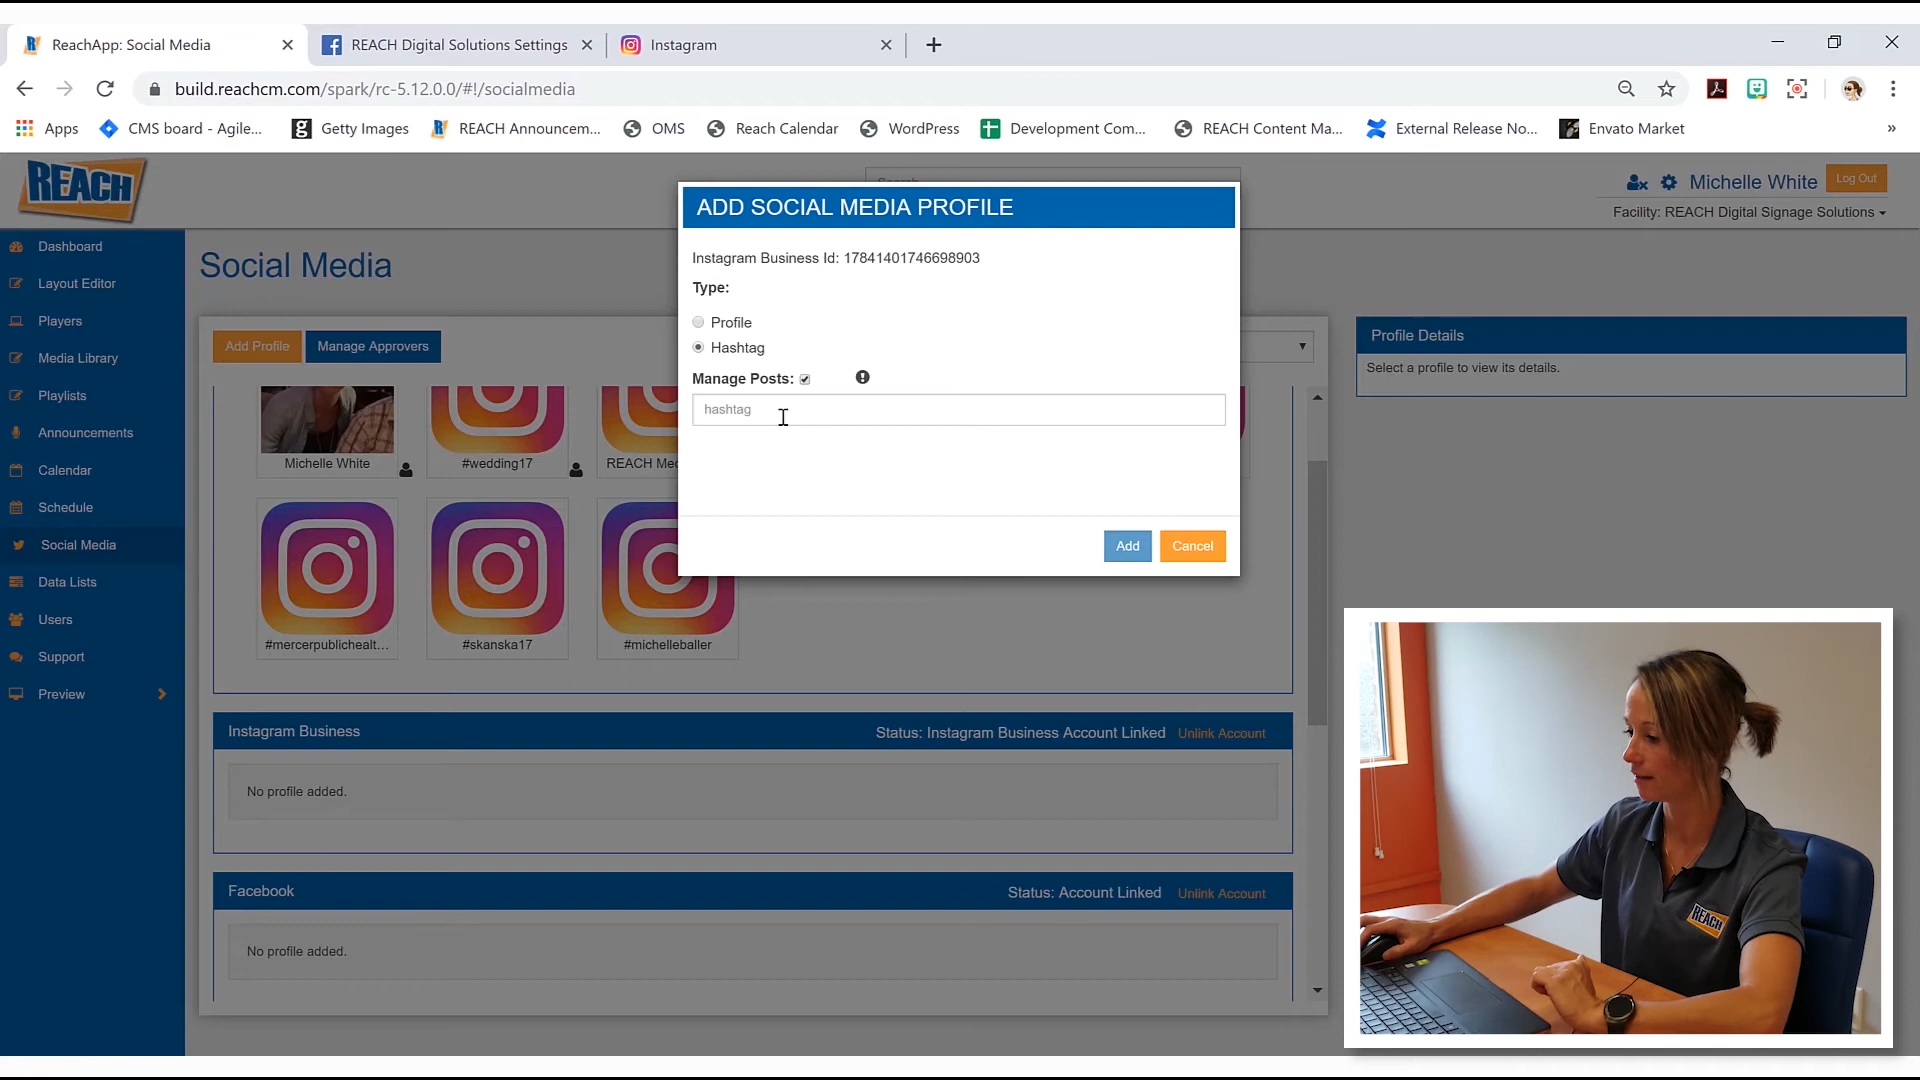 ReachApp: Social Media
REACH Digital Solutions Settings
Instagram
build.reachcm.com/spark/rc-5.12.0.0/#!/socialmedia
Apps
CMS board - Agile...
Getty Images
REACH Announcem...
OMS
Reach Calendar
WordPress
Development Com...
REACH Content Ma...
External Release No...
Envato Market
»
REACH
Michelle White
Log Out
Facility: REACH Digital Signage Solutions
Dashboard
Layout Editor
Players
Media Library
Playlists
Announcements
Calendar
Schedule
Social Media
Data Lists
Users
Support
Preview
Social Media
Add Profile
Manage Approvers
Michelle White
#wedding17
REACH Med
#mercerpublichealt...
#skanska17
#michelleballer
Instagram Business
Status: Instagram Business Account Linked
Unlink Account
No profile added.
Facebook
Status: Account Linked
Unlink Account
No profile added.
ADD SOCIAL MEDIA PROFILE
Instagram Business Id: 17841401746698903
Type:
Profile
Hashtag
Manage Posts:
hashtag
Add
Cancel
Profile Details
Select a profile to view its details.
REACH